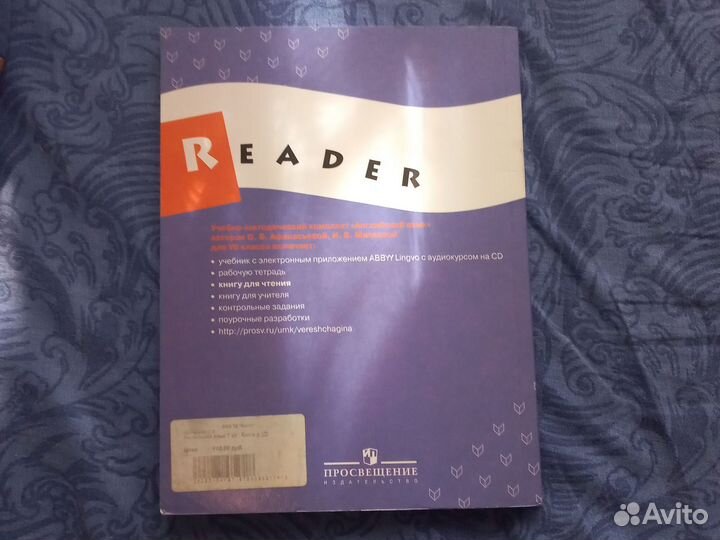 READER
Учебно-методический комплект «Английский язык»
авторов О. В. Афанасьевой, И. В. Михеевой
для VII класса включает:
• учебник с электронным приложением ABBYY Lingvo с аудиокурсом на CD
• рабочую тетрадь
• книгу для чтения
• книгу для учителя
• контрольные задания
• поурочные разработки
• http://prosv.ru/umk/vereshchagina
ПРОСВЕЩЕНИЕ
ИЗДАТЕЛЬСТВО
Avito